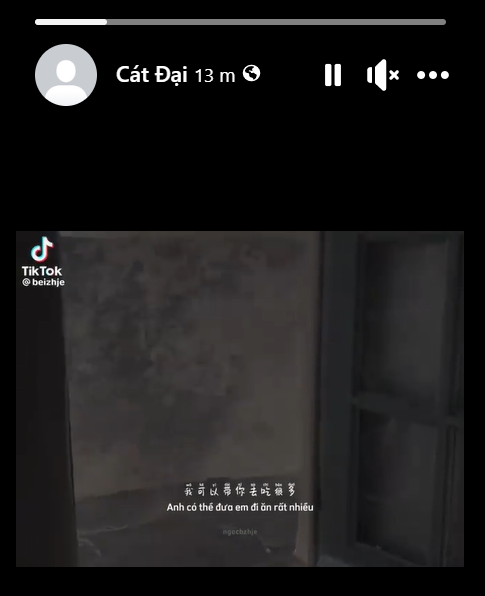 Cát Đại 13 m
TikTok
@beizhje
我可以带你去吃很多
Anh có thể đưa em đi ăn rất nhiều
ngocbzhje